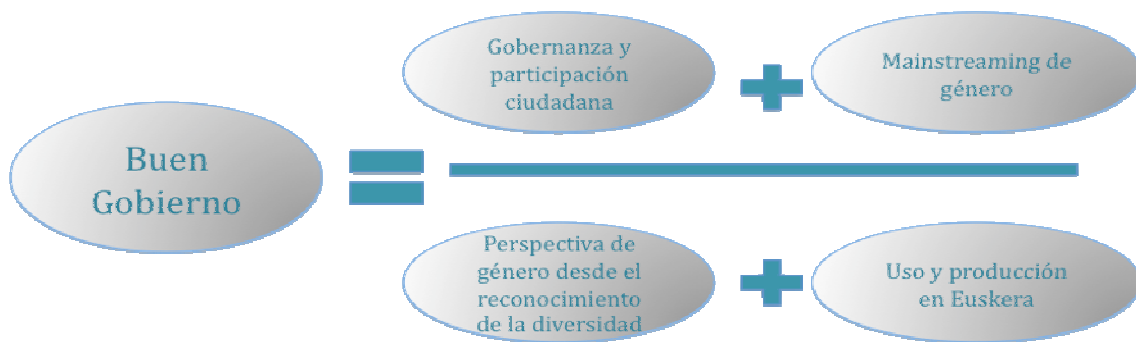 Buen
Gobierno
Gobernanza y
participación
ciudadana
Mainstreaming de
género
Perspectiva de
género desde el
reconocimiento
de la diversidad
Uso y producción
en Euskera